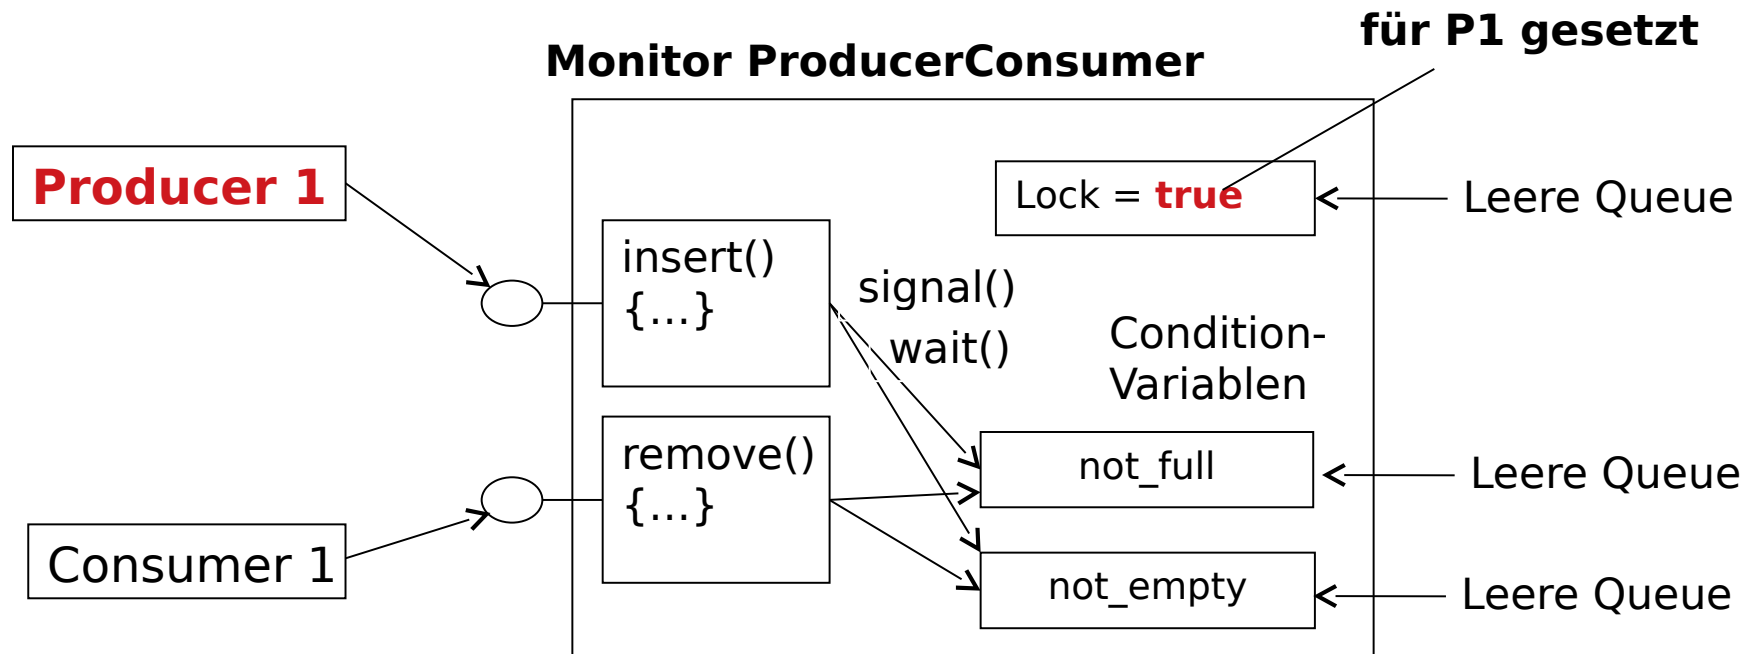 für P1 gesetzt
Monitor ProducerConsumer
Producer 1
Lock = true
Leere Queue
insert()
{...}
signal()
wait()
Condition-
Variablen
remove()
{...}
not_full
Leere Queue
Consumer 1
not_empty
Leere Queue